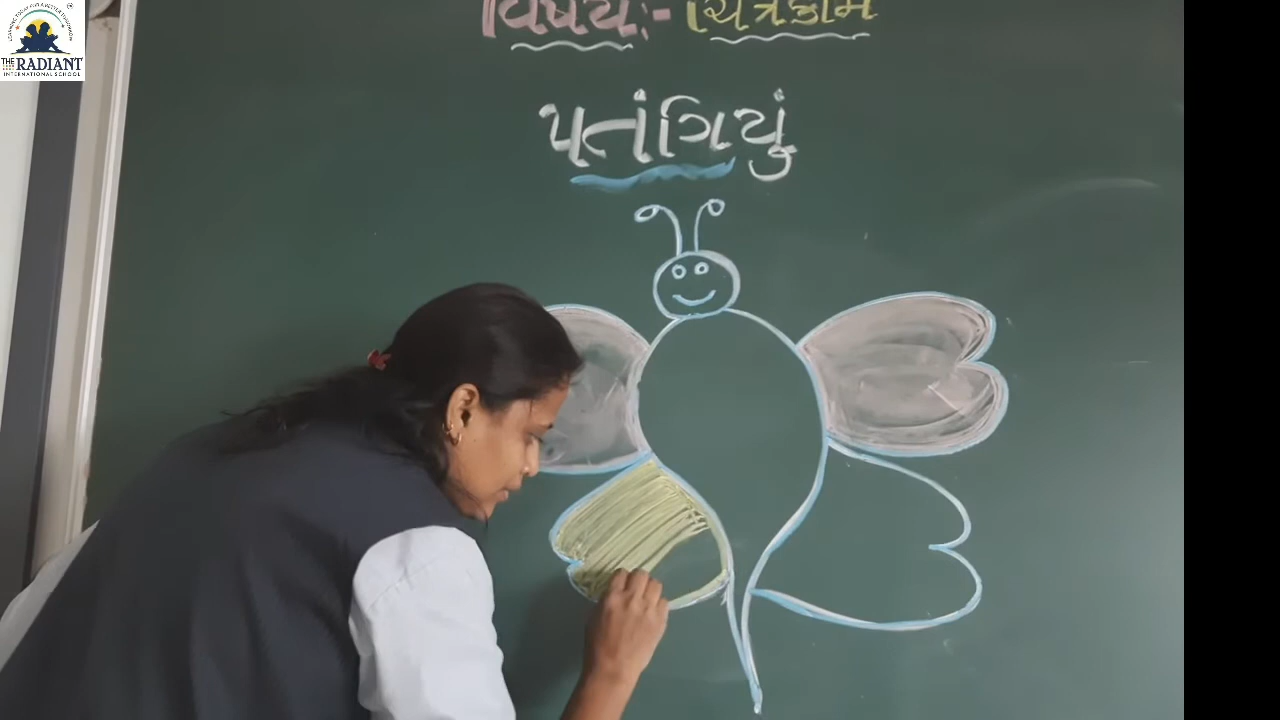 THE RADIANT
INTERNATIONAL SCHOOL
વિષય:- ચિત્રકામ
પતંગિયું